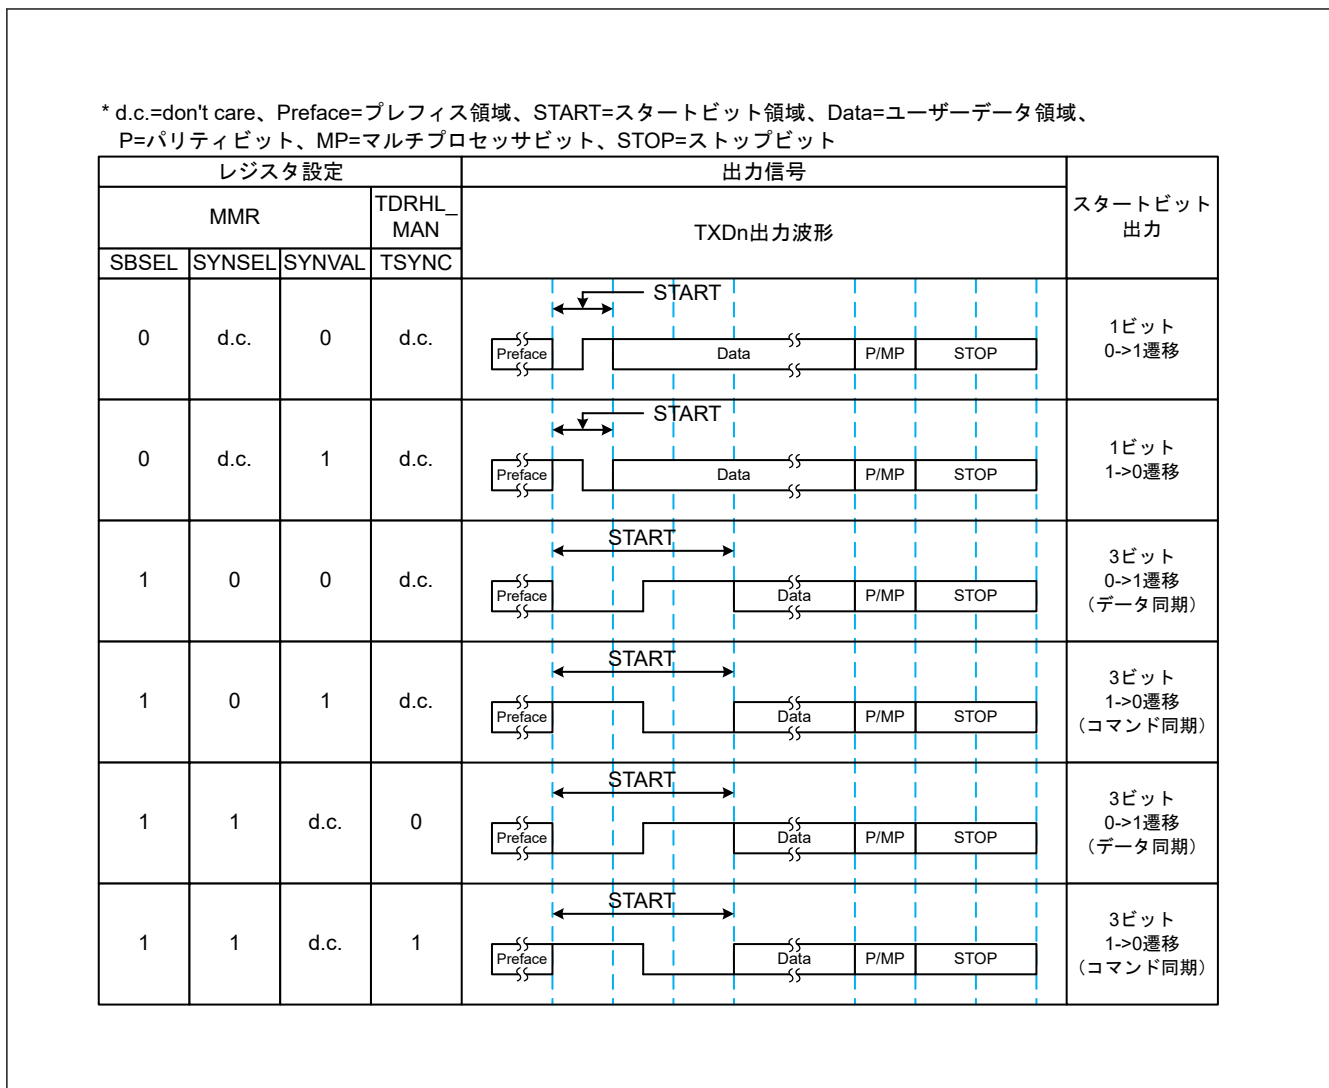 * d.c.=don't care、Preface=プレフィス領域、START=スタートビット領域、Data=ユーザーデータ領域、
P=パリティビット、MP=マルチプロセッサビット、STOP=ストップビット
レジスタ設定 出力信号 スタートビット出力
MMR TDRHL_MAN TXDn出力波形
SBSEL SYNSEL SYNVAL TSYNC
START
0 d.c. 0 d.c. Preface Data P/MP STOP 1ビット 0->1遷移
START
0 d.c. 1 d.c. Preface Data P/MP STOP 1ビット 1->0遷移
START
1 0 0 d.c. Preface Data P/MP STOP 3ビット 0->1遷移 （データ同期）
START
1 0 1 d.c. Preface Data P/MP STOP 3ビット 1->0遷移 （コマンド同期）
START
1 1 d.c. 0 Preface Data P/MP STOP 3ビット 0->1遷移 （データ同期）
START
1 1 d.c. 1 Preface Data P/MP STOP 3ビット 1->0遷移 （コマンド同期）